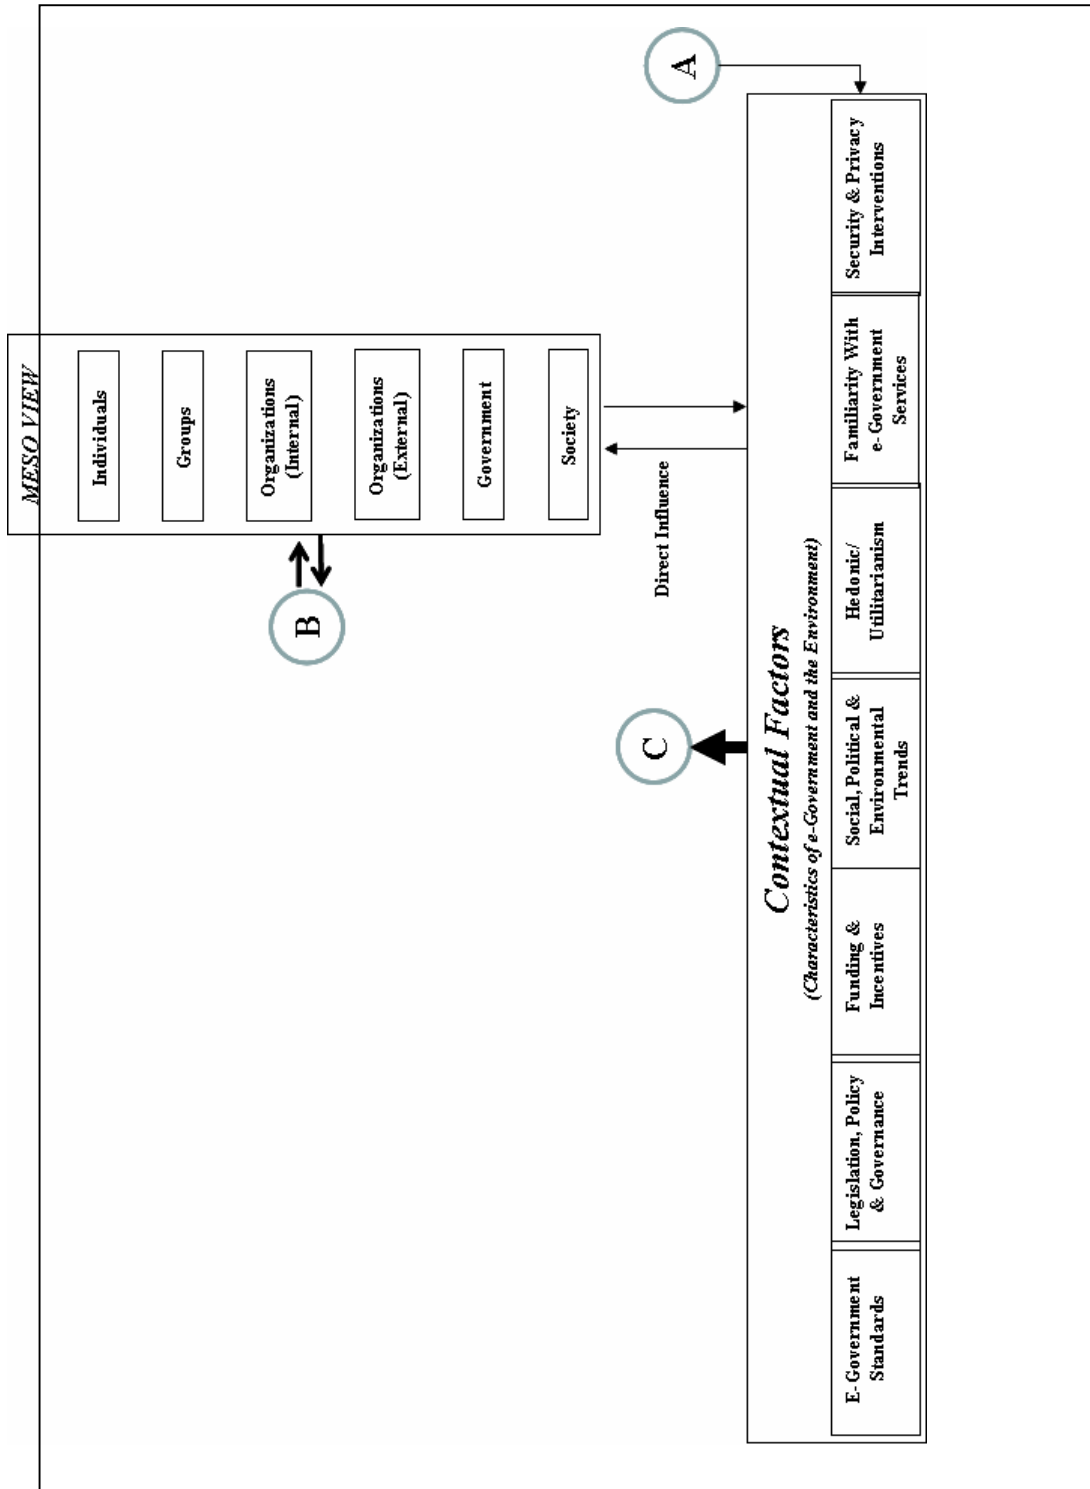 MESO VIEW
Individuals
Groups
Organizations
(Internal)
Organizations
(External)
Government
Society
A
B
C
Direct Influence
Contextual Factors
(Characteristics of e-Government and the Environment)
E-Government
Standards
Legislation, Policy
& Governance
Funding &
Incentives
Social, Political &
Environmental
Trends
Hedonic/
Utilitarianism
Familiarity With
e-Government
Services
Security & Privacy
Interventions